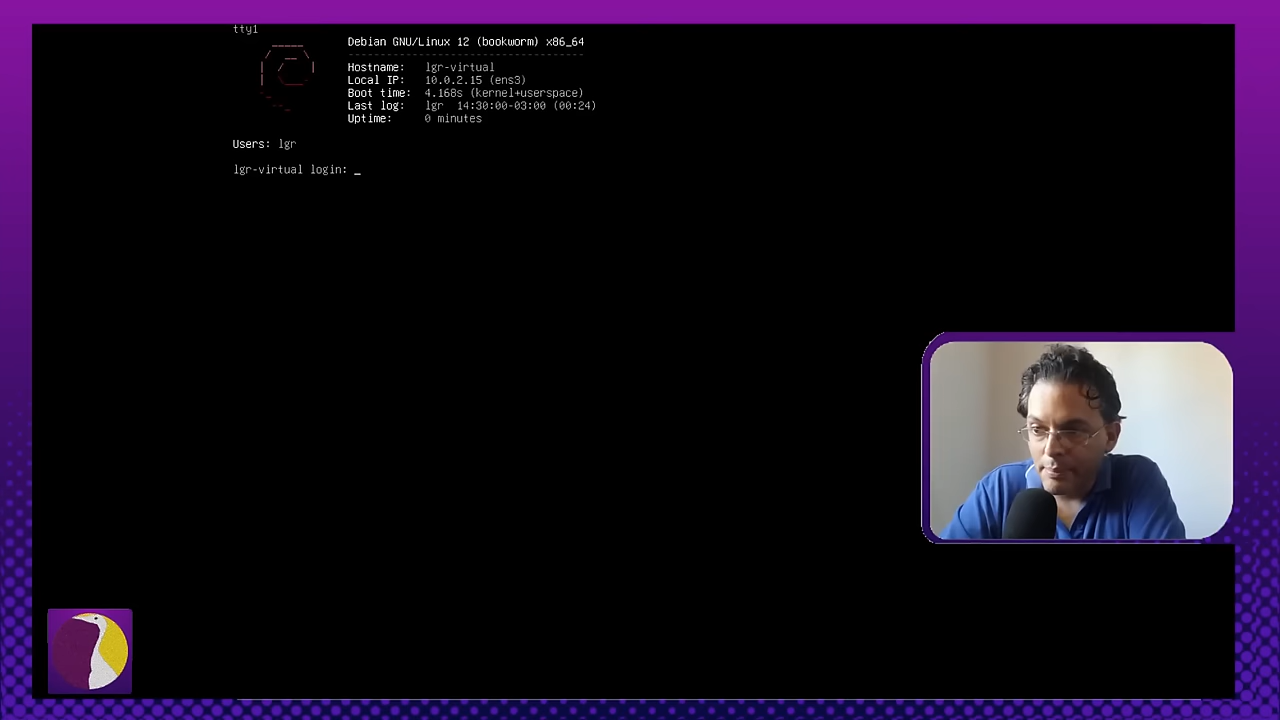 tty1
Debian GNU/Linux 12 (bookworm) x86_64
-------------------------------------
Hostname: lgr-virtual
Local IP: 10.0.2.15 (ens3)
Boot time: 4.168s (kernel+userspace)
Last log: lgr 14:30:00-03:00 (00:24)
Uptime: 0 minutes
Users: lgr
lgr-virtual login: _